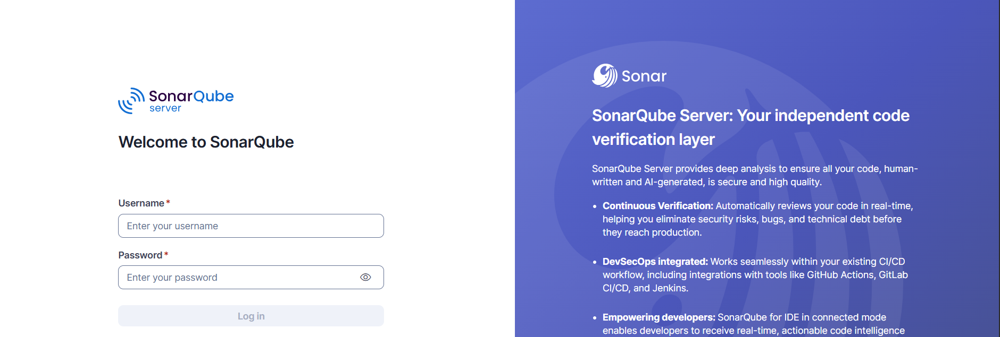 SonarQube
server
Welcome to SonarQube
Username *
Enter your username
Password *
Enter your password
Log in
Sonar
SonarQube Server: Your independent code
verification layer
SonarQube Server provides deep analysis to ensure all your code, human-
written and AI-generated, is secure and high quality.
• Continuous Verification: Automatically reviews your code in real-time,
helping you eliminate security risks, bugs, and technical debt before
they reach production.
• DevSecOps integrated: Works seamlessly within your existing CI/CD
workflow, including integrations with tools like GitHub Actions, GitLab
CI/CD, and Jenkins.
• Empowering developers: SonarQube for IDE in connected mode
enables developers to receive real-time, actionable code intelligence